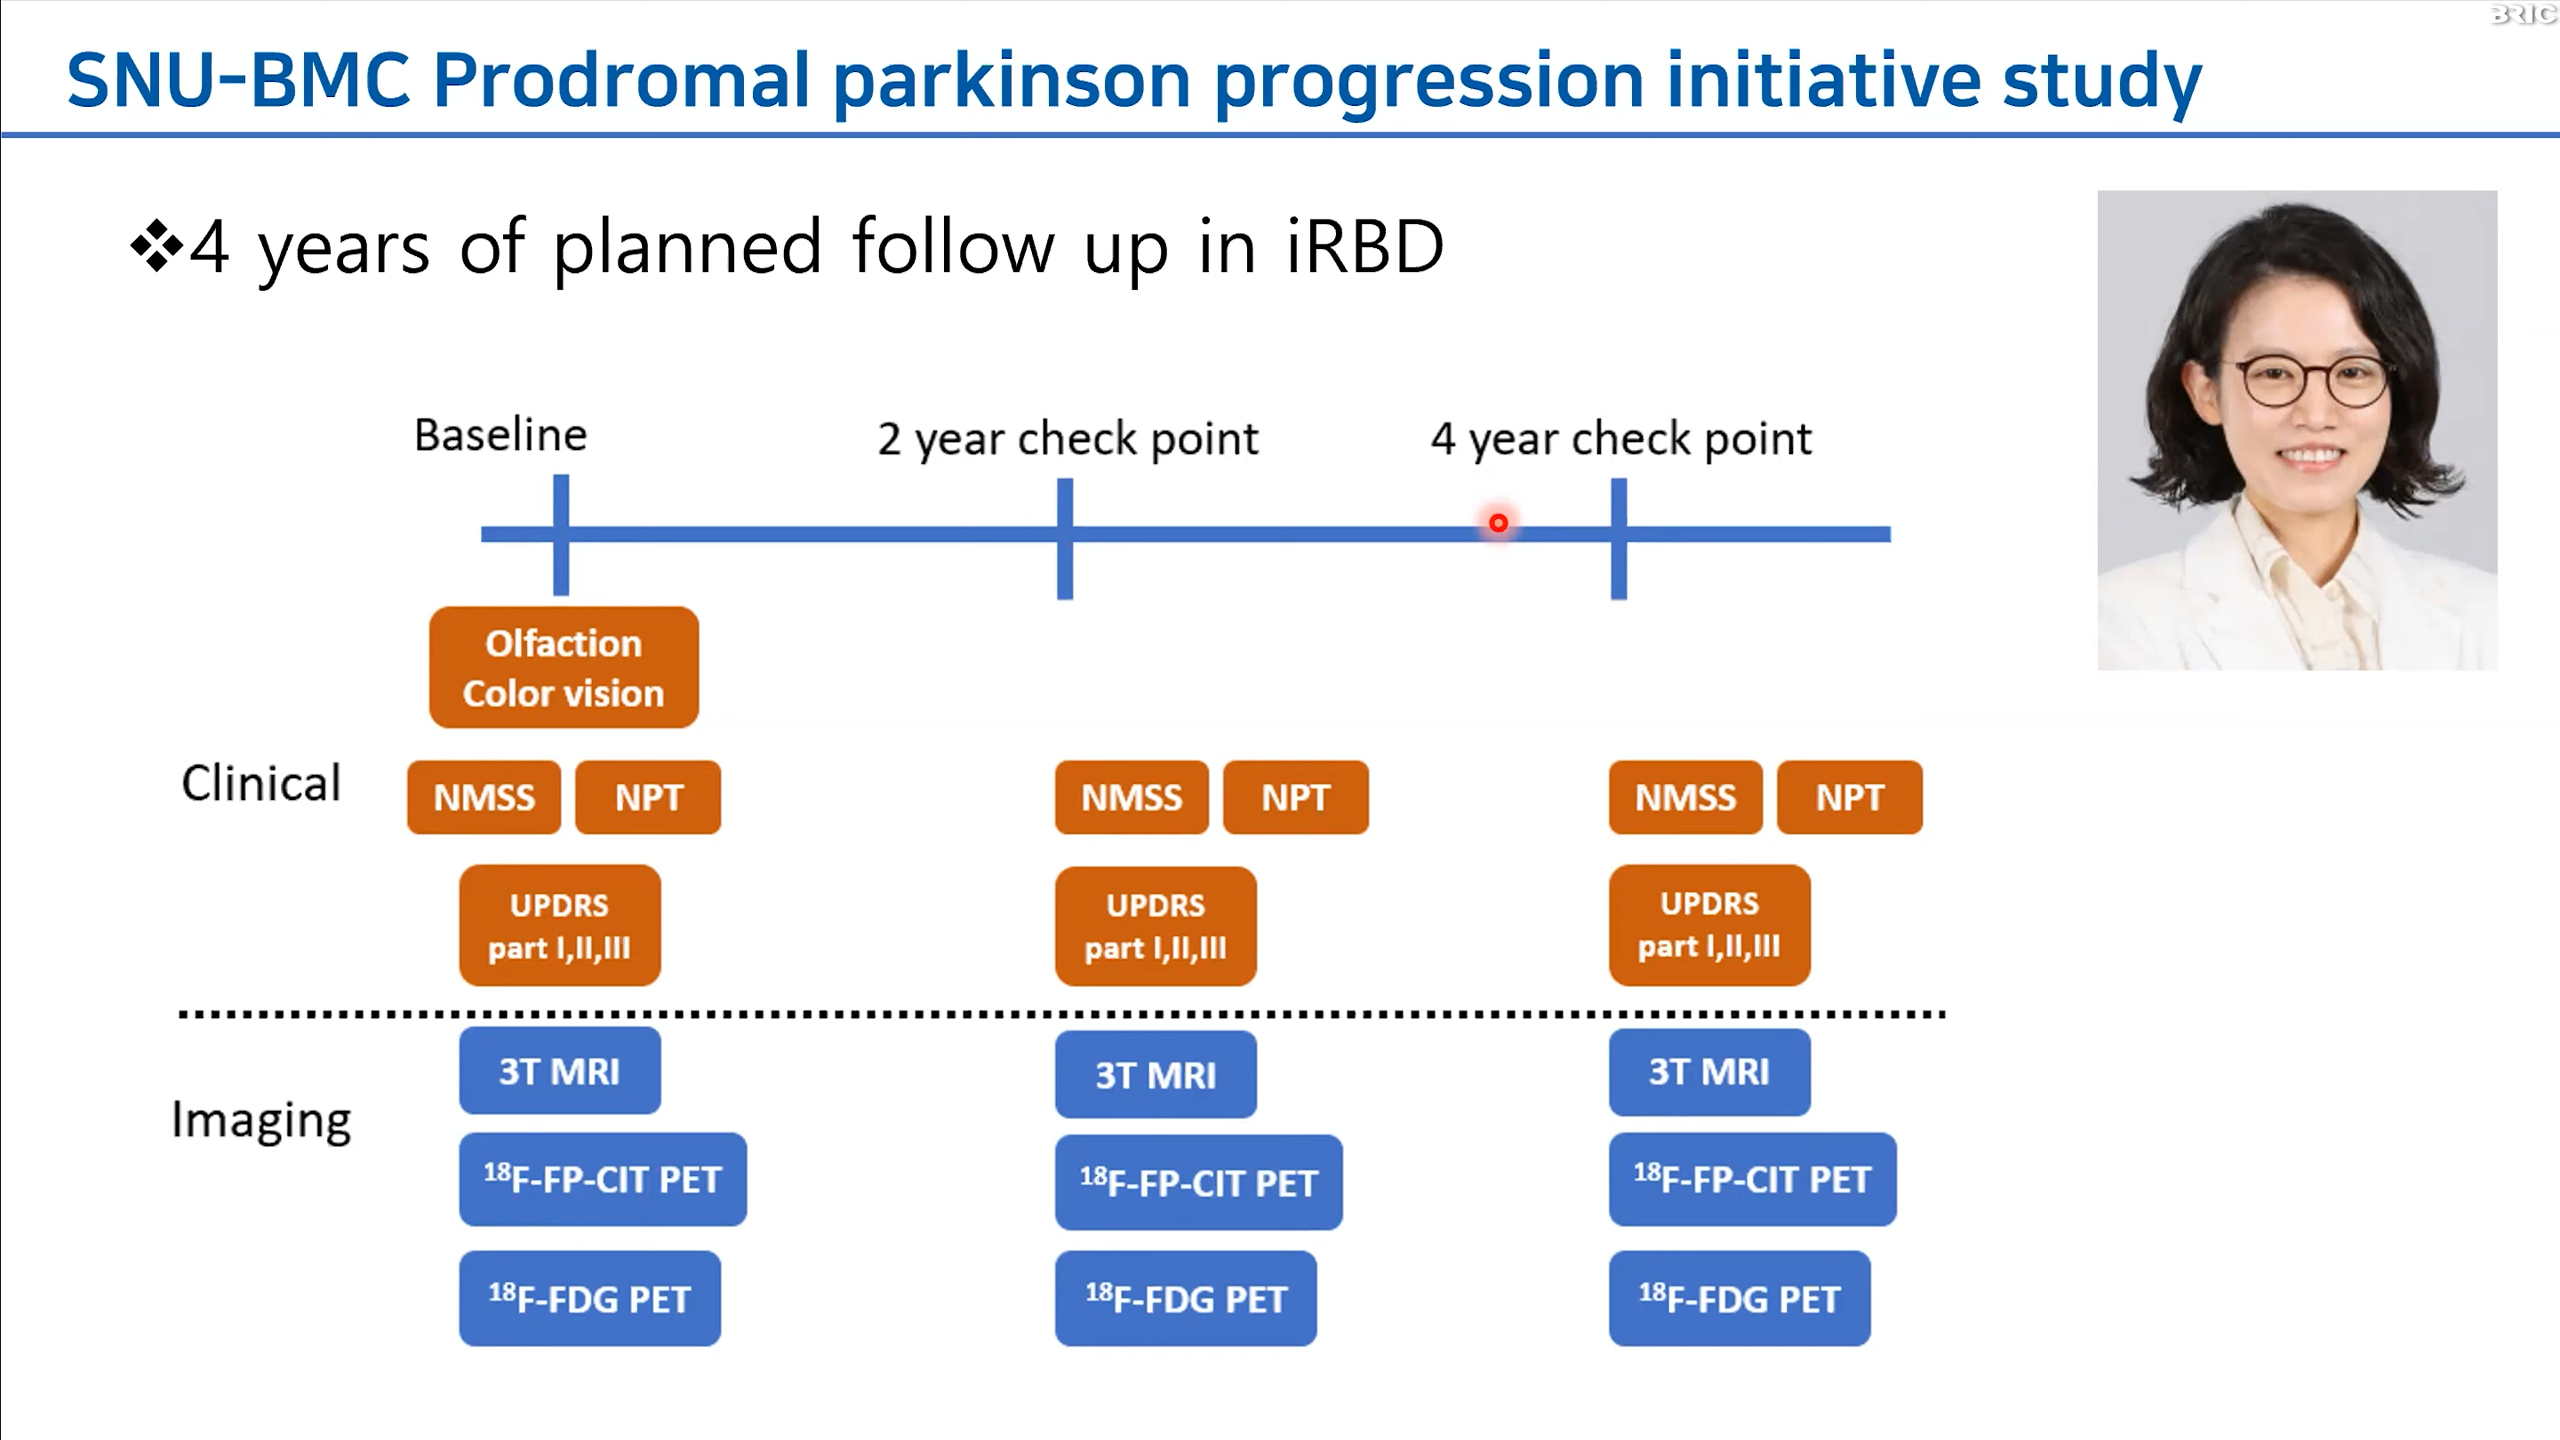 BRIC
SNU-BMC Prodromal parkinson progression initiative study
❖4 years of planned follow up in iRBD
Baseline
2 year check point
4 year check point
Olfaction
Color vision
Clinical
NMSS
NPT
NMSS
NPT
NMSS
NPT
UPDRS
part I,II,III
UPDRS
part I,II,III
UPDRS
part I,II,III
Imaging
3T MRI
3T MRI
3T MRI
¹⁸F-FP-CIT PET
¹⁸F-FP-CIT PET
¹⁸F-FP-CIT PET
¹⁸F-FDG PET
¹⁸F-FDG PET
¹⁸F-FDG PET